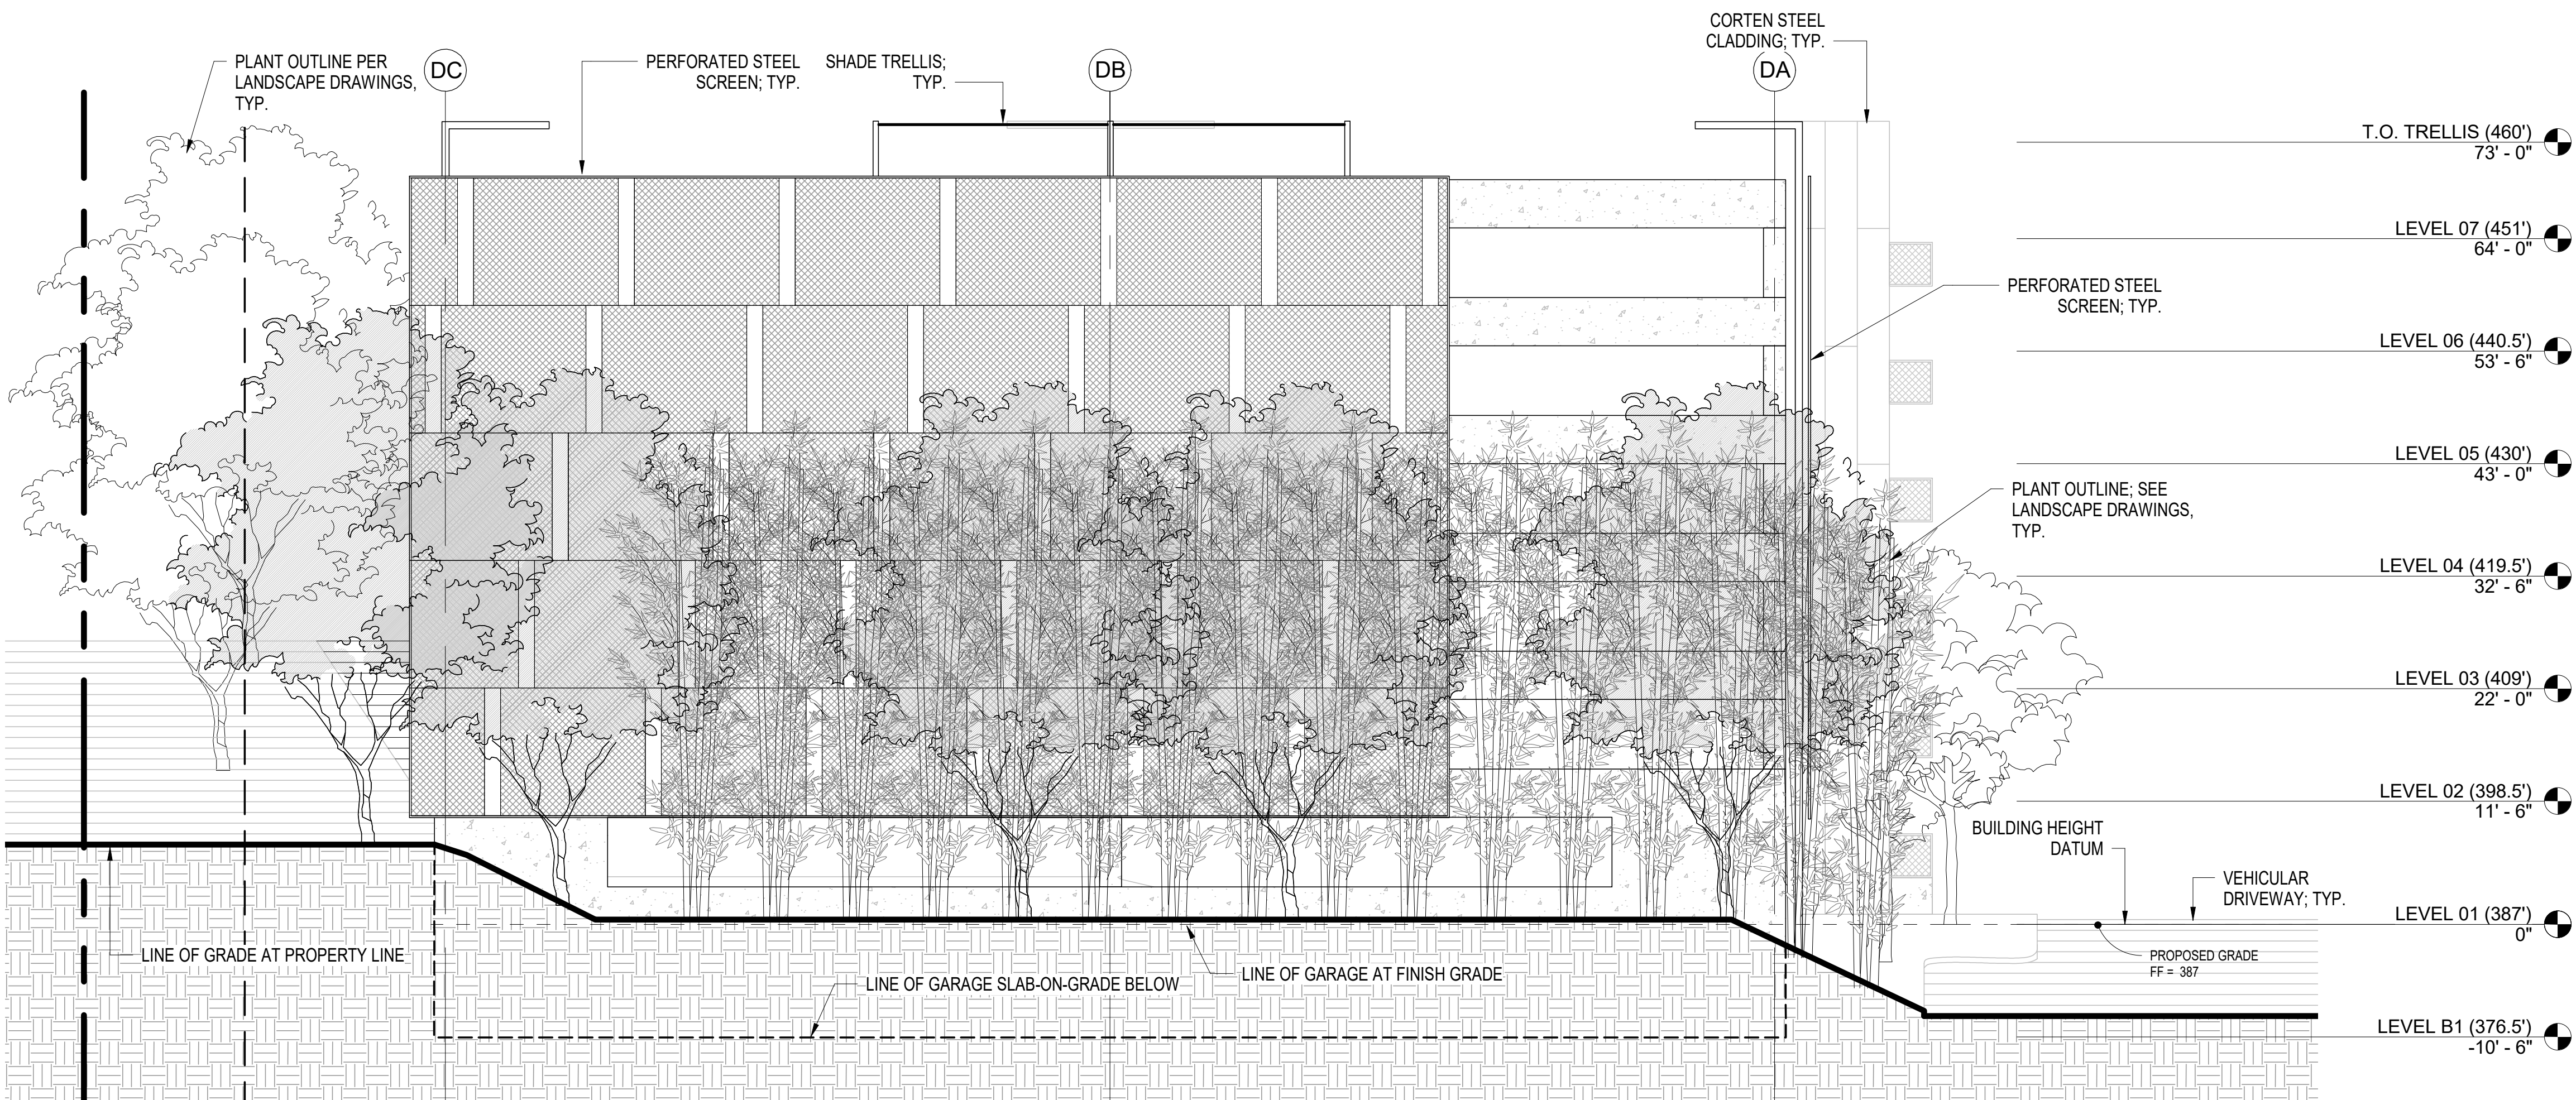 CORTEN STEEL
CLADDING; TYP.
PLANT OUTLINE PER
LANDSCAPE DRAWINGS,
TYP.
DC
PERFORATED STEEL
SCREEN; TYP.
SHADE TRELLIS;
TYP.
DB
DA
T.O. TRELLIS (460')
73' - 0"
LEVEL 07 (451')
64' - 0"
PERFORATED STEEL
SCREEN; TYP.
LEVEL 06 (440.5')
53' - 6"
LEVEL 05 (430')
43' - 0"
PLANT OUTLINE; SEE
LANDSCAPE DRAWINGS,
TYP.
LEVEL 04 (419.5')
32' - 6"
LEVEL 03 (409')
22' - 0"
LEVEL 02 (398.5')
11' - 6"
BUILDING HEIGHT
DATUM
VEHICULAR
DRIVEWAY; TYP.
LEVEL 01 (387')
0"
PROPOSED GRADE
FF = 387
LINE OF GRADE AT PROPERTY LINE
LINE OF GARAGE AT FINISH GRADE
LINE OF GARAGE SLAB-ON-GRADE BELOW
LEVEL B1 (376.5')
-10' - 6"